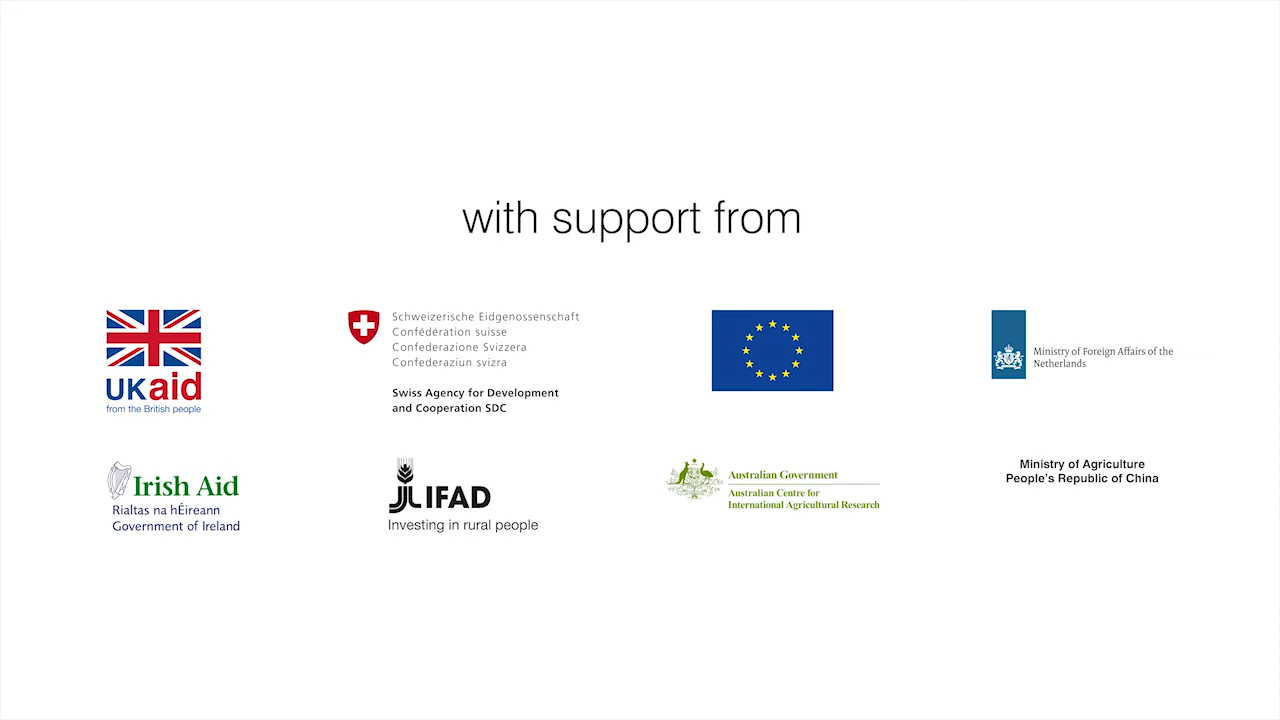 with support from
UKaid
from the British people
Schweizerische Eidgenossenschaft
Confédération suisse
Confederazione Svizzera
Confederaziun svizra
Swiss Agency for Development
and Cooperation SDC
Ministry of Foreign Affairs of the
Netherlands
Irish Aid
Rialtas na hÉireann
Government of Ireland
IFAD
Investing in rural people
Australian Government
Australian Centre for
International Agricultural Research
Ministry of Agriculture
People's Republic of China